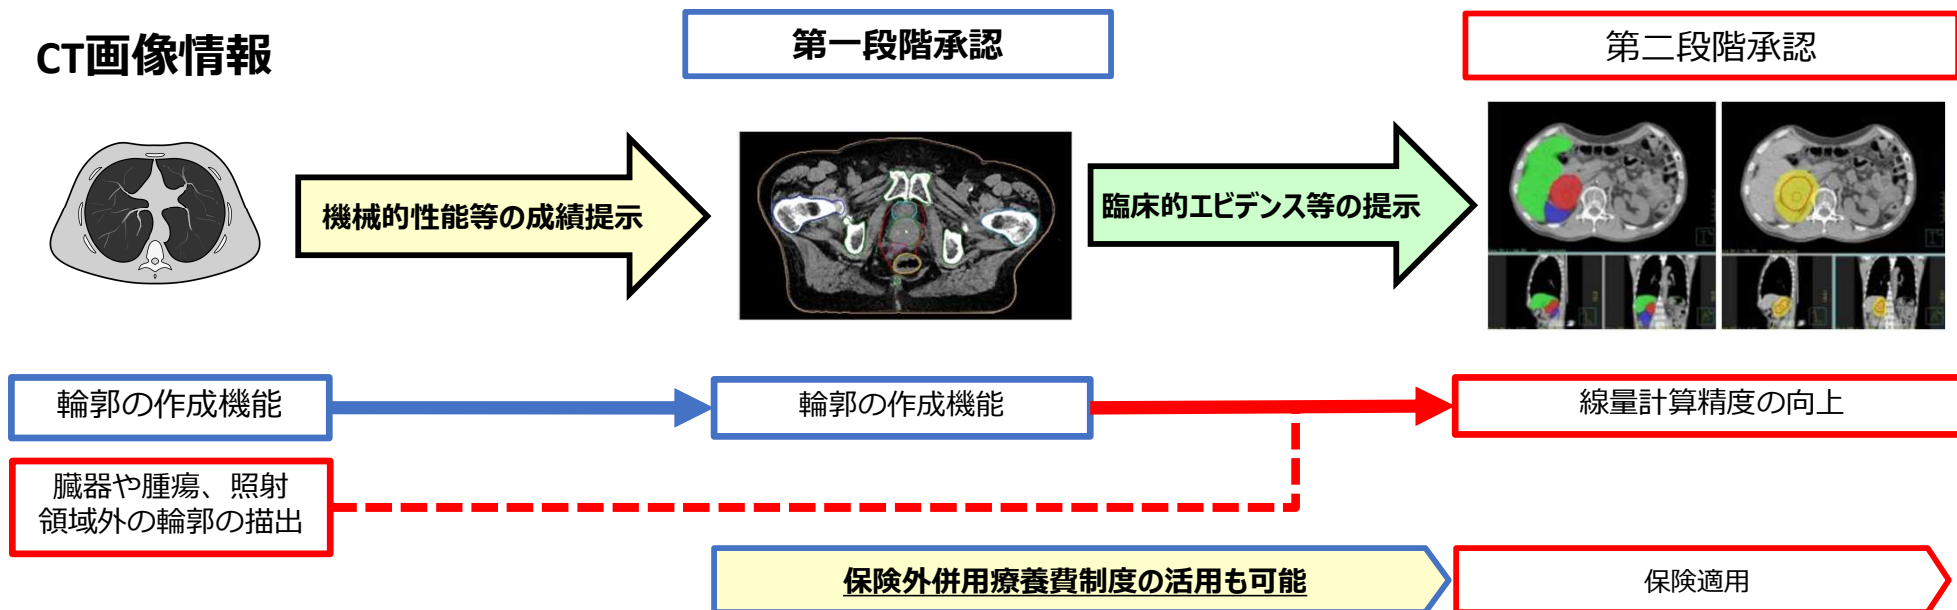 CT画像情報
第一段階承認
第二段階承認
機械的性能等の成績提示
臨床的エビデンス等の提示
輪郭の作成機能
輪郭の作成機能
線量計算精度の向上
臓器や腫瘍、照射
領域外の輪郭の描出
保険外併用療養費制度の活用も可能
保険適用